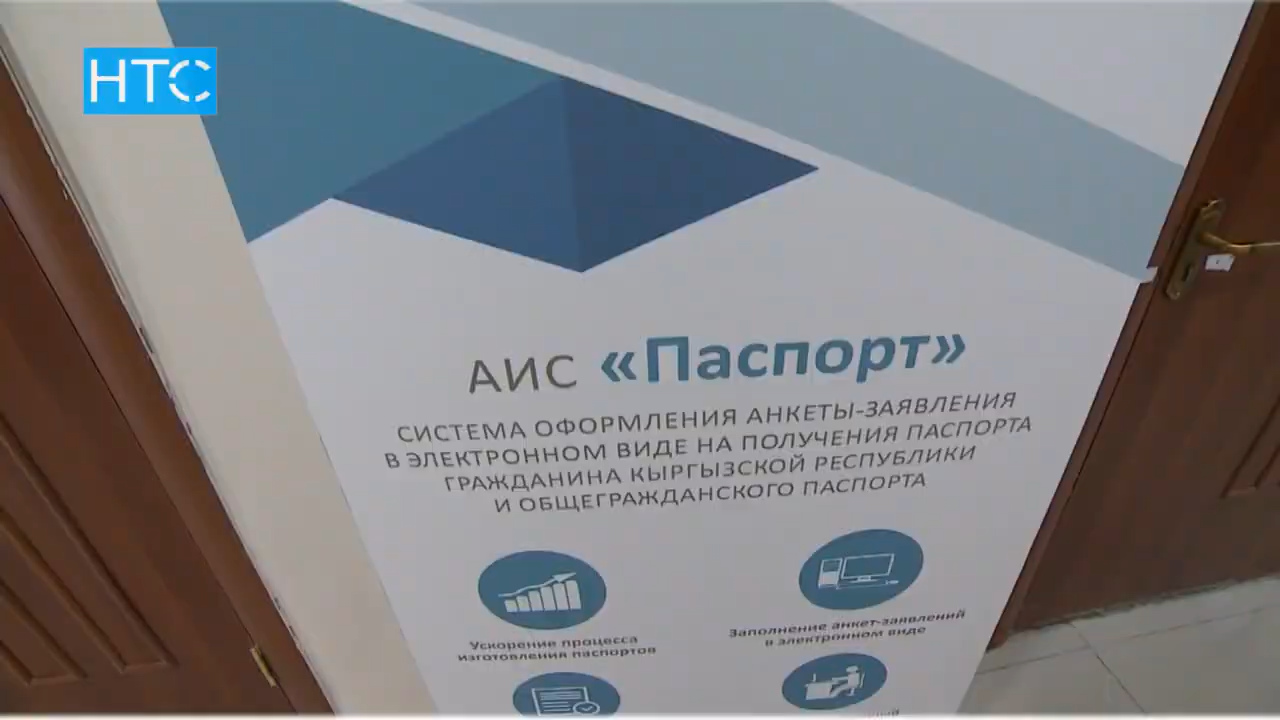 НТС
АИС «Паспорт»
СИСТЕМА ОФОРМЛЕНИЯ АНКЕТЫ-ЗАЯВЛЕНИЯ
В ЭЛЕКТРОННОМ ВИДЕ НА ПОЛУЧЕНИЯ ПАСПОРТА
ГРАЖДАНИНА КЫРГЫЗСКОЙ РЕСПУБЛИКИ
И ОБЩЕГРАЖДАНСКОГО ПАСПОРТА
Ускорение процесса
изготовления паспортов
Заполнение анкет-заявлений
в электронном виде